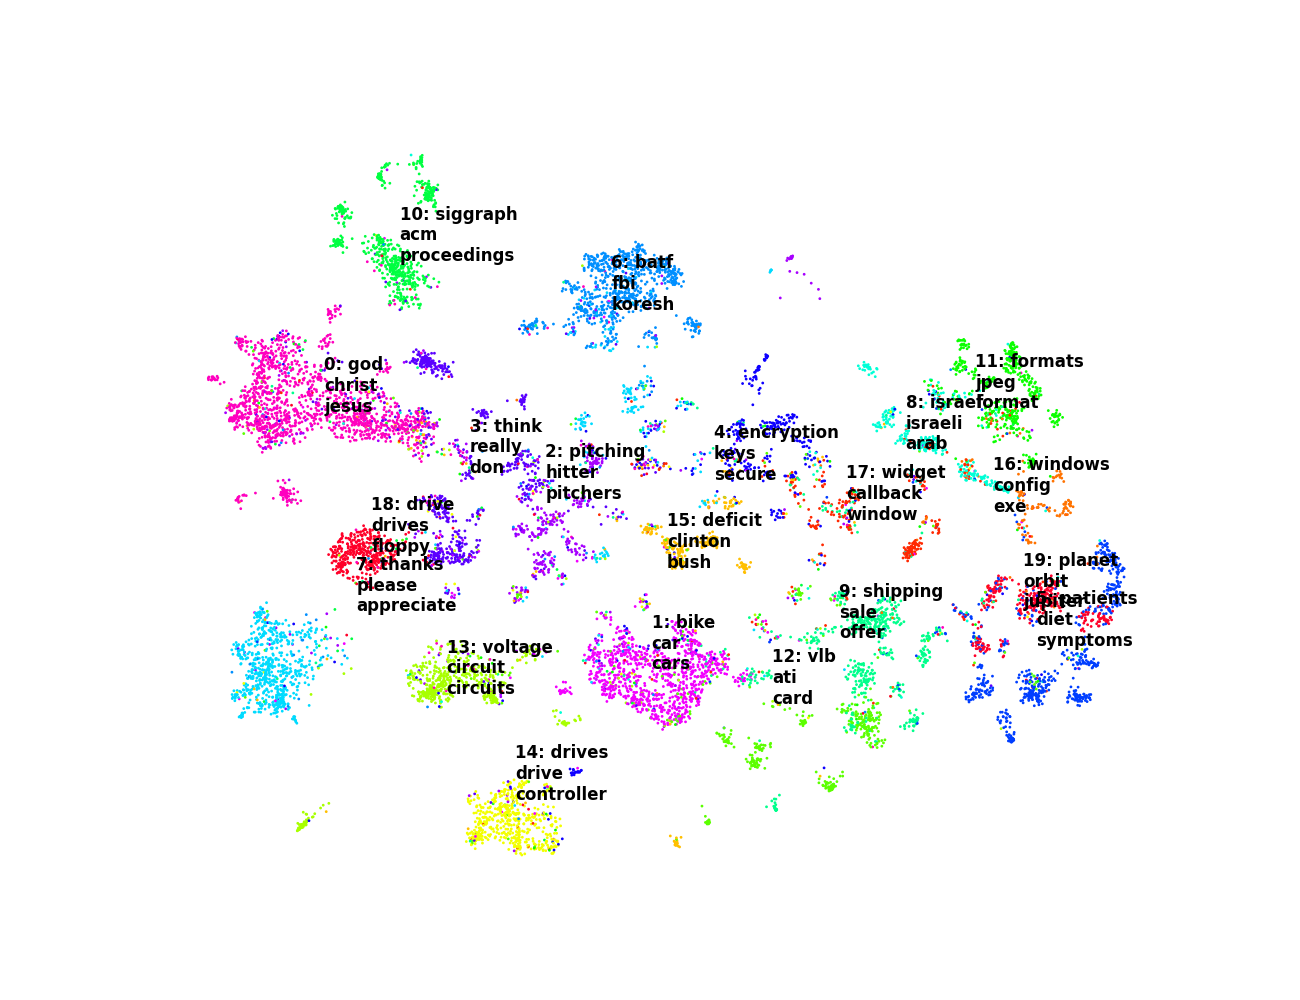 10: siggraph
acm
proceedings
6: batf
fbi
koresh
0: god
christ
jesus
11: formats
jpeg
format
8: israel
israeli
arab
3: think
really
don
4: encryption
keys
secure
2: pitching
hitter
pitchers
16: windows
config
exe
17: widget
callback
window
18: drive
drives
floppy
15: deficit
clinton
bush
7: thanks
please
appreciate
19: planet
orbit
jupiter
9: shipping
sale
offer
5: patients
diet
symptoms
1: bike
car
cars
13: voltage
circuit
circuits
12: vlb
ati
card
14: drives
drive
controller